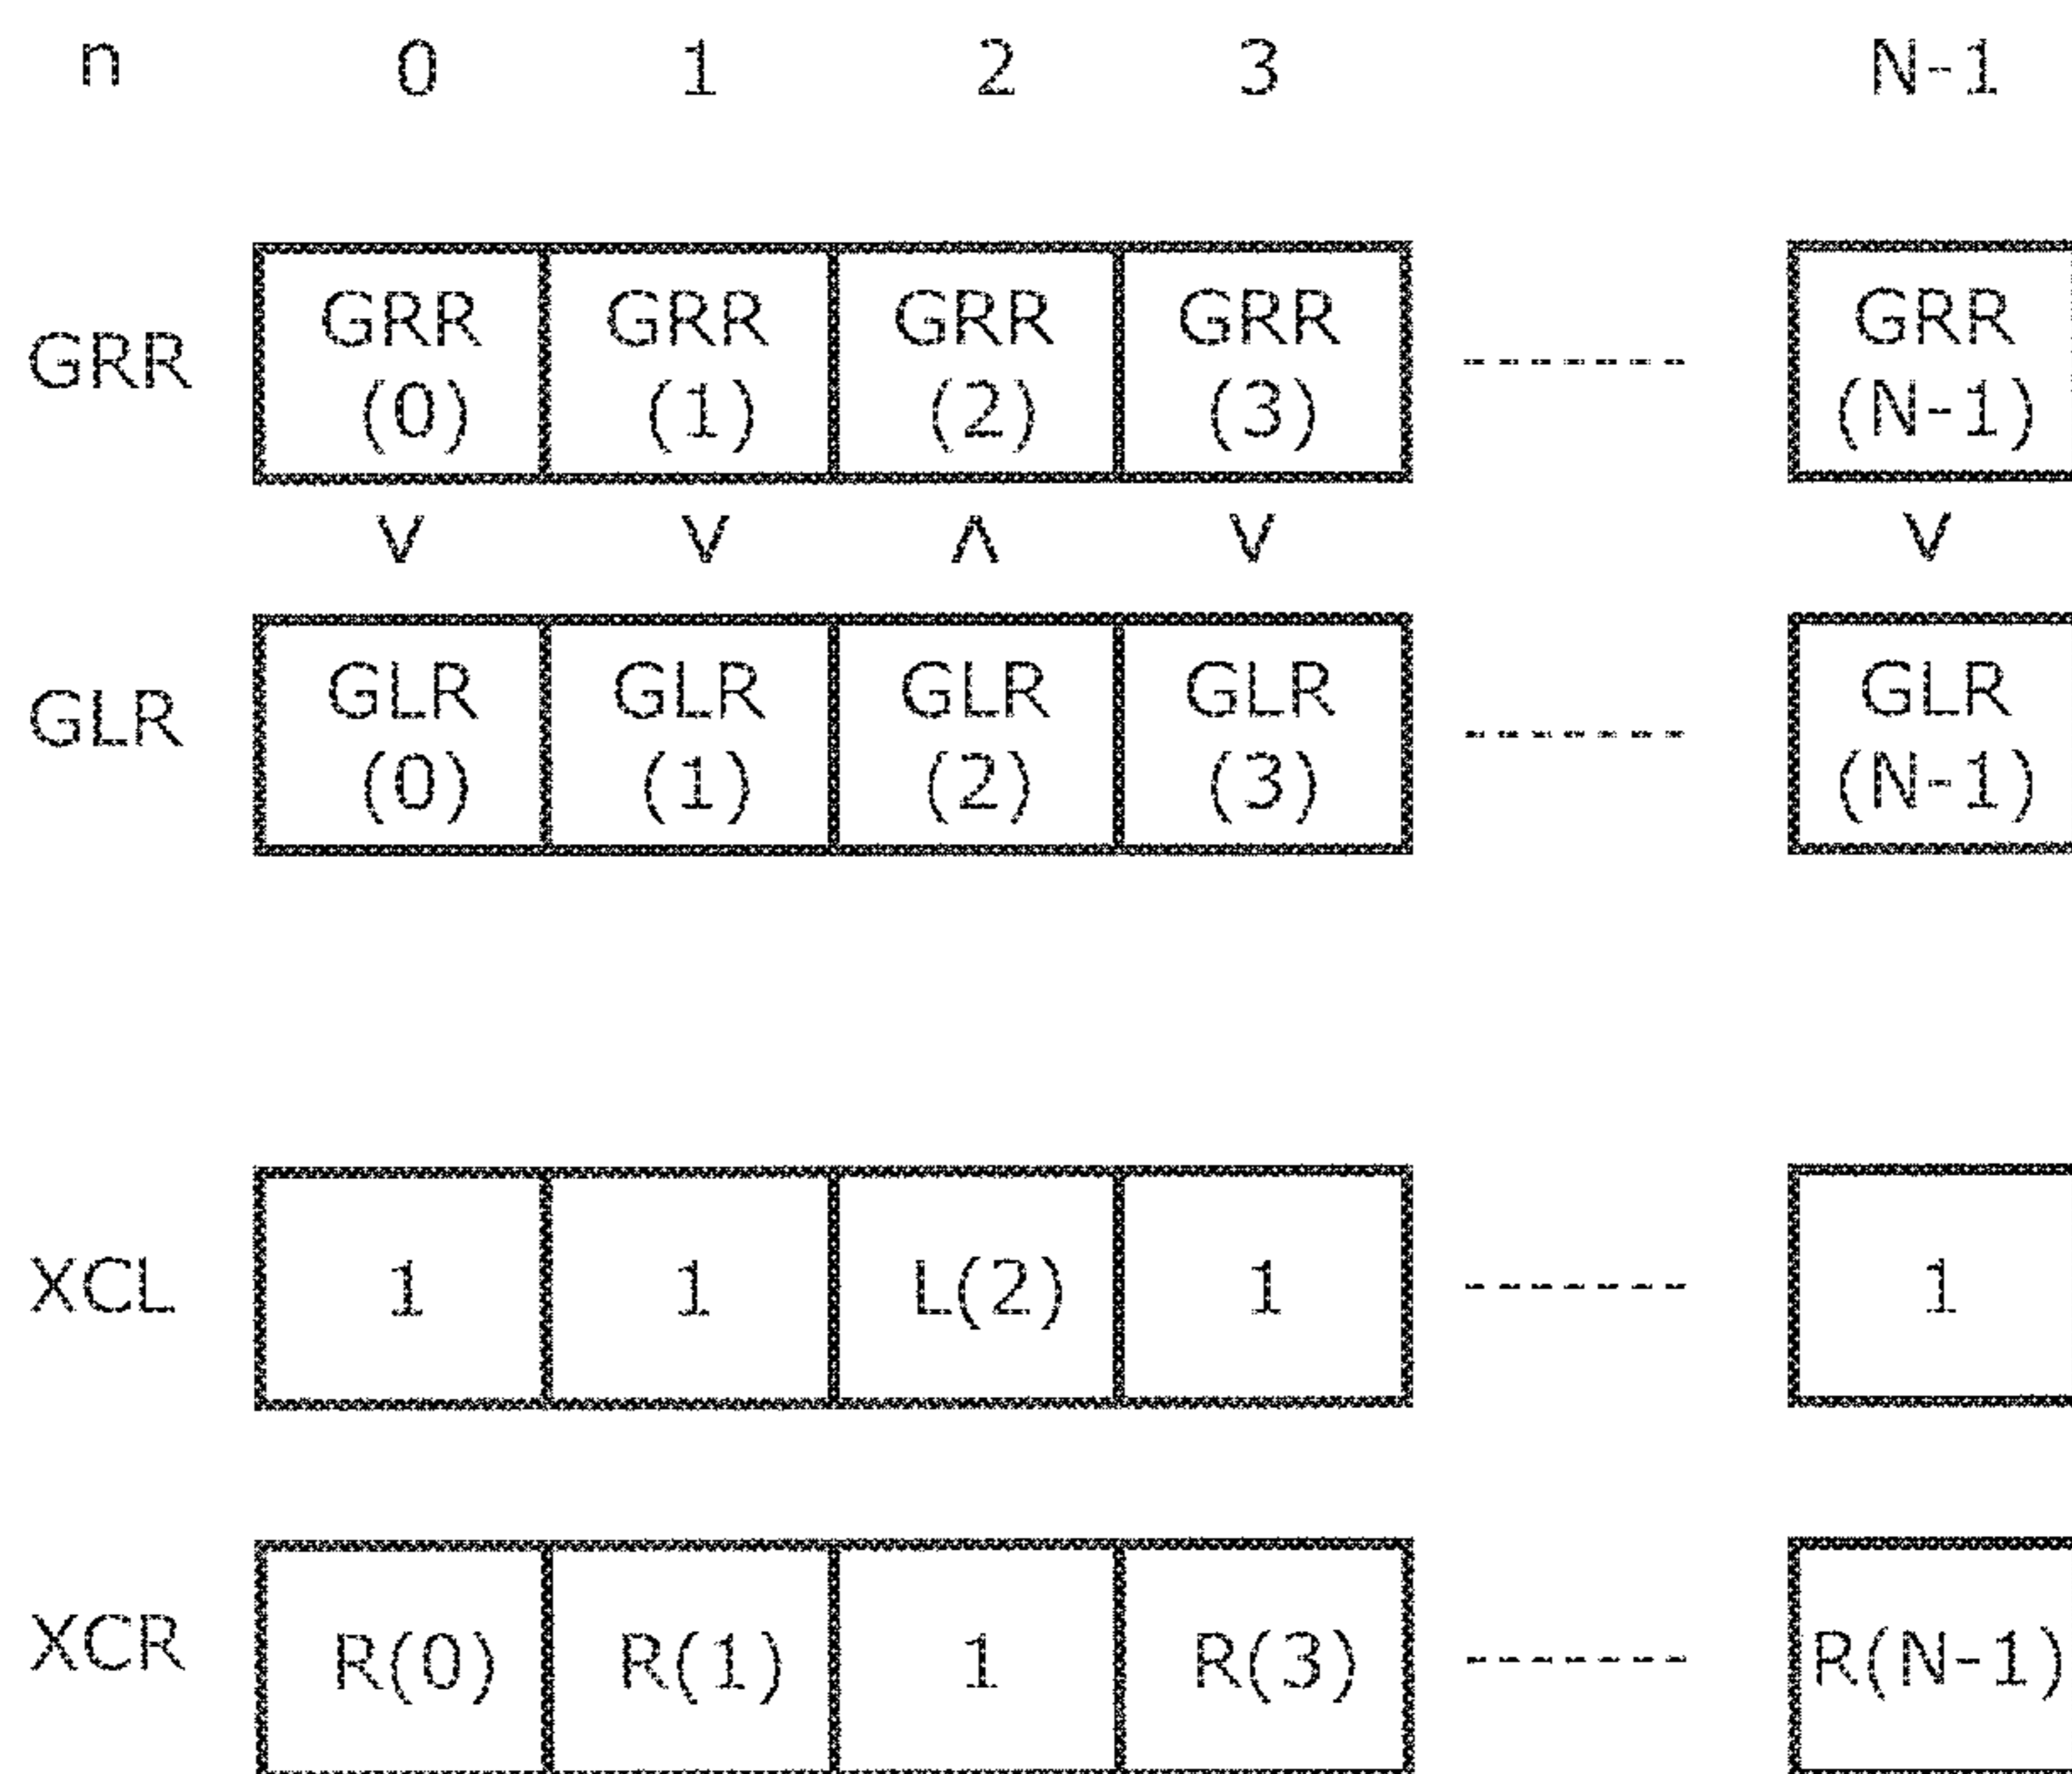 n 0 1 2 3 N-1
GRR GRR GRR GRR GRR
GRR
(0) (1) (2) (3) (N-1)
V V Λ V V
GLR GLR GLR GLR GLR
GLR
(0) (1) (2) (3) (N-1)
XCL 1 1 L(2) 1 1
XCR R(0) R(1) 1 R(3) R(N-1)